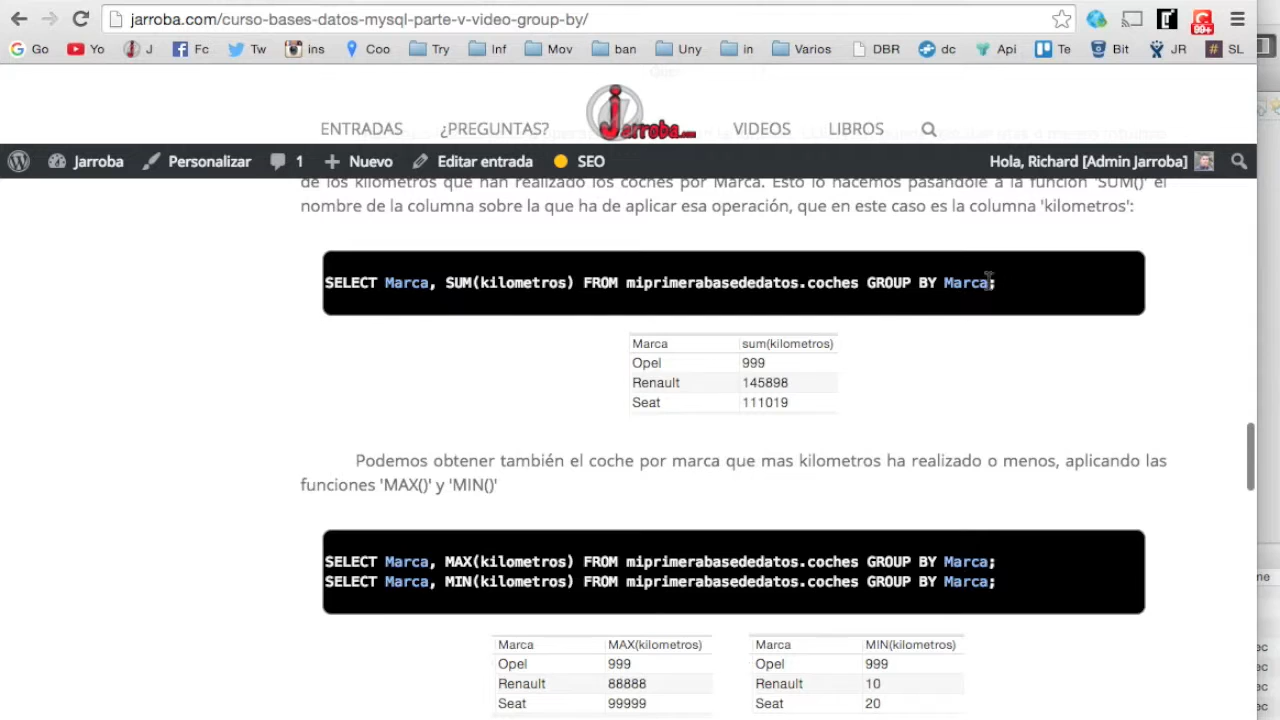 jarroba.com/curso-bases-datos-mysql-parte-v-video-group-by/
Go Yo J Fc Tw ins Coo Try Inf Mov ban Uny in Varios DBR dc Api Te Bit JR SL
99+
ENTRADAS ¿PREGUNTAS? Jarroba... VIDEOS LIBROS
Jarroba Personalizar 1 Nuevo Editar entrada SEO Hola, Richard [Admin Jarroba]
de los kilometros que han realizado los coches por Marca. Esto lo hacemos pasandole a la función 'SUM()' el
nombre de la columna sobre la que ha de aplicar esa operación, que en este caso es la columna 'kilometros':
SELECT Marca, SUM(kilometros) FROM miprimerabasededatos.coches GROUP BY Marca;
Marca sum(kilometros)
Opel 999
Renault 145898
Seat 111019
Podemos obtener también el coche por marca que mas kilometros ha realizado o menos, aplicando las
funciones 'MAX()' y 'MIN()'
SELECT Marca, MAX(kilometros) FROM miprimerabasededatos.coches GROUP BY Marca;
SELECT Marca, MIN(kilometros) FROM miprimerabasededatos.coches GROUP BY Marca;
Marca MAX(kilometros) Marca MIN(kilometros)
Opel 999 Opel 999
Renault 88888 Renault 10
Seat 99999 Seat 20